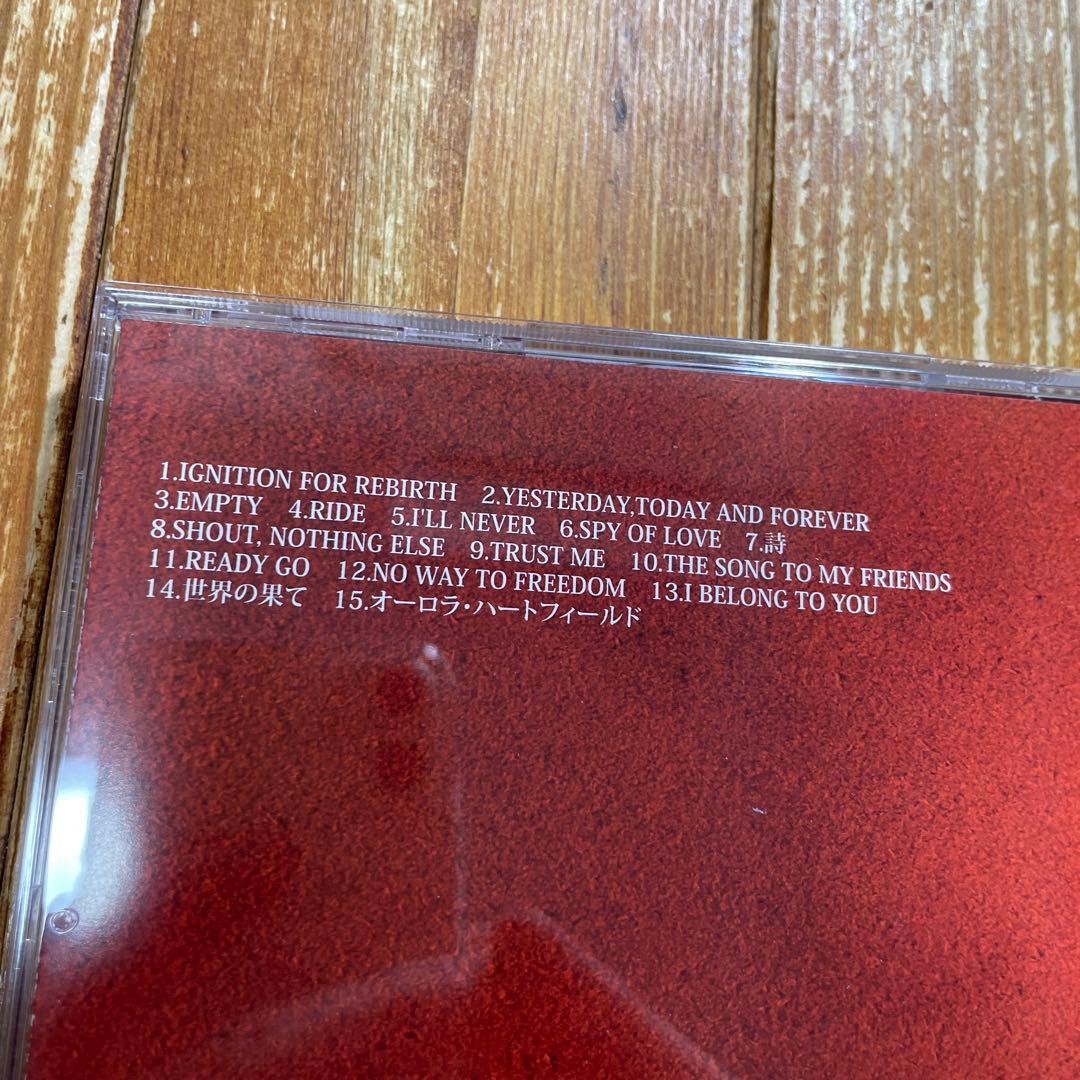 1.IGNITION FOR REBIRTH 2.YESTERDAY,TODAY AND FOREVER
3.EMPTY 4.RIDE 5.I'LL NEVER 6.SPY OF LOVE 7.詩
8.SHOUT, NOTHING ELSE 9.TRUST ME 10.THE SONG TO MY FRIENDS
11.READY GO 12.NO WAY TO FREEDOM 13.I BELONG TO YOU
14.世界の果て 15.オーロラ・ハートフィールド